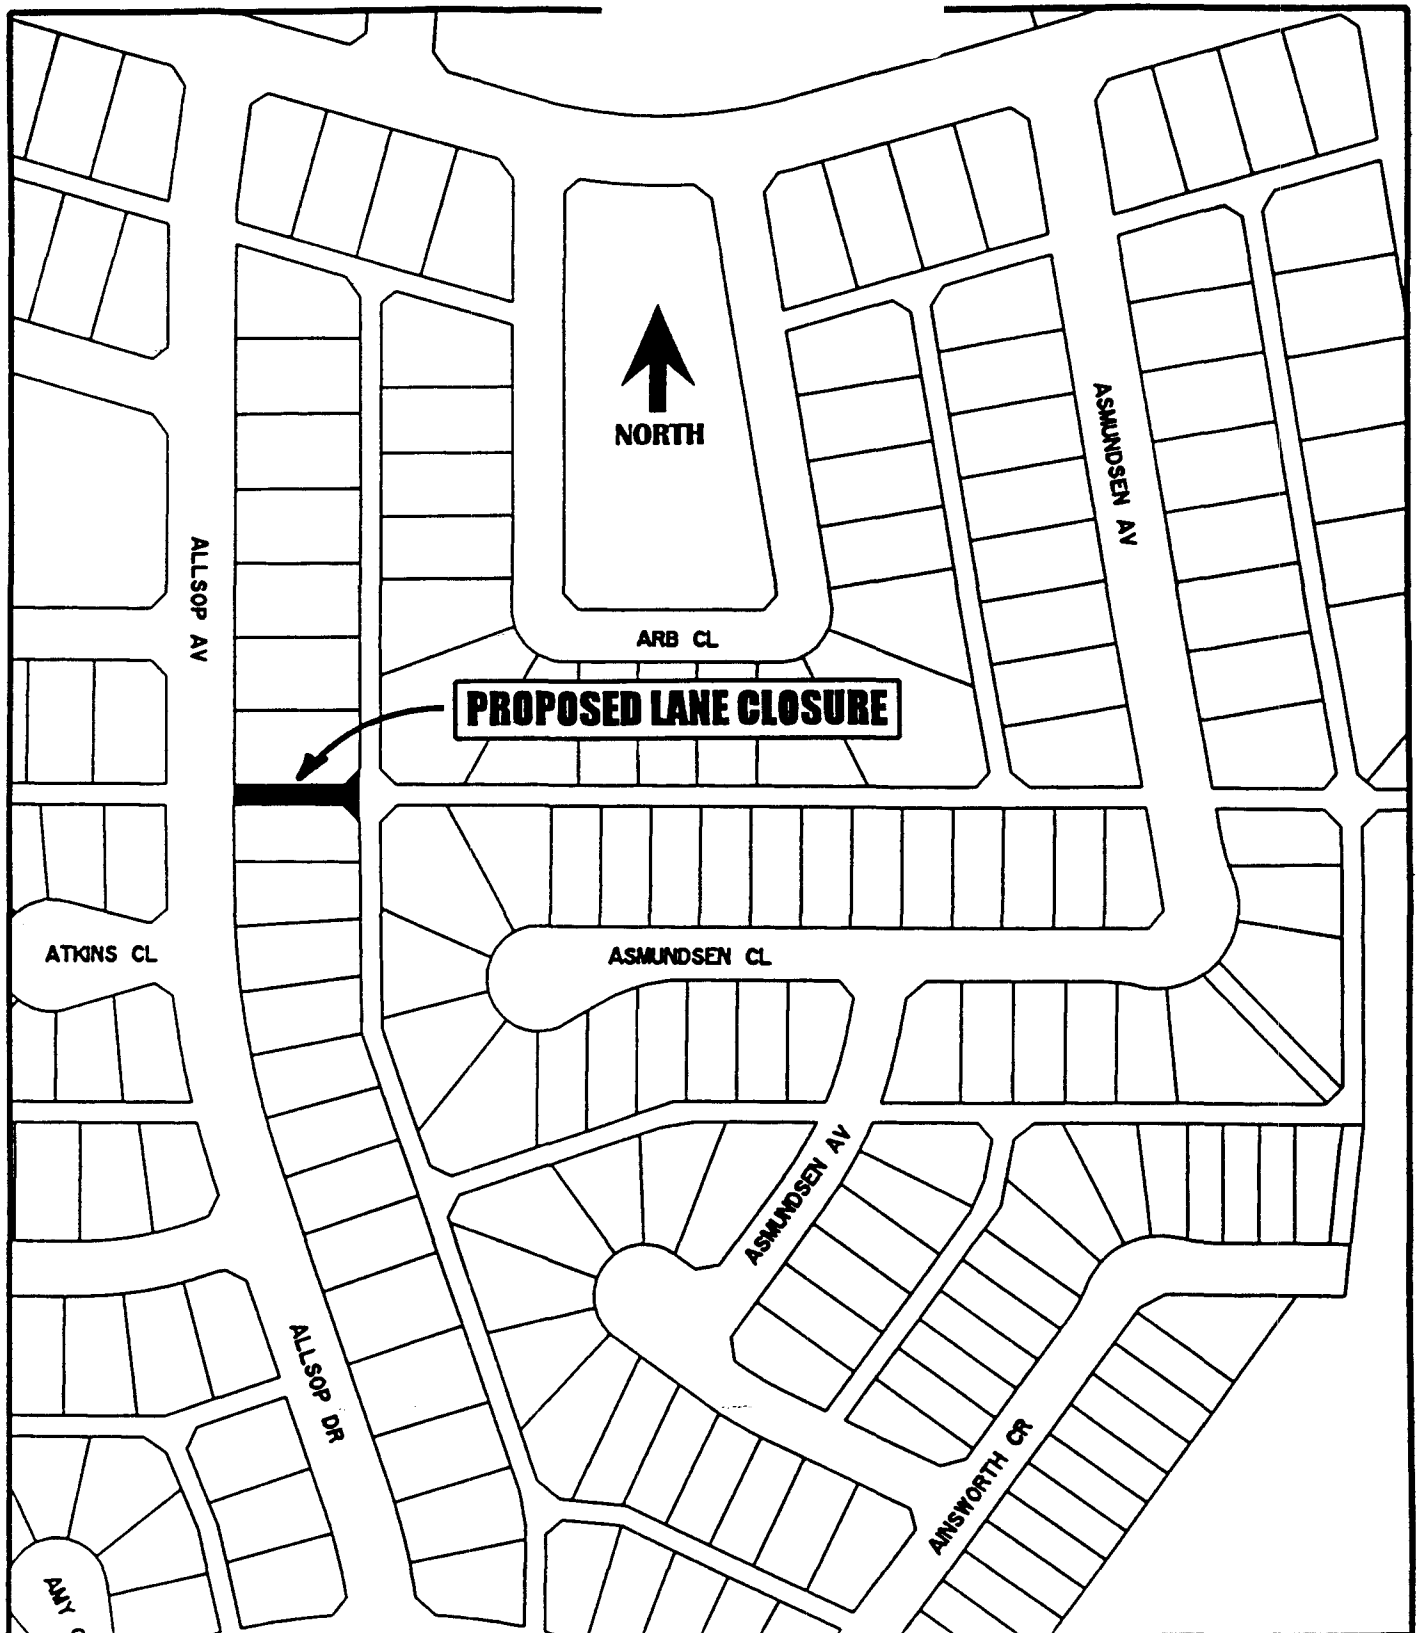 NORTH
ASMUNDSEN AV
ALLSOP AV
ARB CL
PROPOSED LANE CLOSURE
ATKINS CL
ASMUNDSEN CL
ASMUNDSEN AV
ALLSOP DR
AINSWORTH CR
AMY